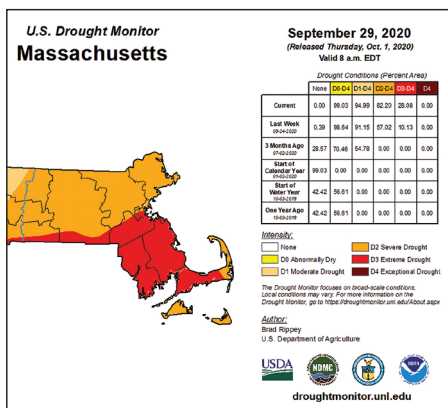 U.S. Drought Monitor
Massachusetts
September 29, 2020
(Released Thursday, Oct. 1, 2020)
Valid 8 a.m. EDT
Drought Conditions (Percent Area)
None D0-D4 D1-D4 D2-D4 D3-D4 D4
Current 0.00 99.03 94.99 82.20 28.08 0.00
Last Week 0.39 98.64 91.15 57.02 10.13 0.00
09-24-2020
3 Months Ago 28.57 70.46 54.78 0.00 0.00 0.00
07-02-2020
Start of
Calendar Year 99.03 0.00 0.00 0.00 0.00 0.00
01-02-2020
Start of
Water Year 42.42 56.61 0.00 0.00 0.00 0.00
10-03-2019
One Year Ago 42.42 56.61 0.00 0.00 0.00 0.00
10-03-2019
Intensity:
None
D0 Abnormally Dry
D1 Moderate Drought
D2 Severe Drought
D3 Extreme Drought
D4 Exceptional Drought
The Drought Monitor focuses on broad-scale conditions.
Local conditions may vary. For more information on the
Drought Monitor, go to https://droughtmonitor.unl.edu/About.aspx
Author:
Brad Rippey
U.S. Department of Agriculture
USDA
NDMC
droughtmonitor.unl.edu